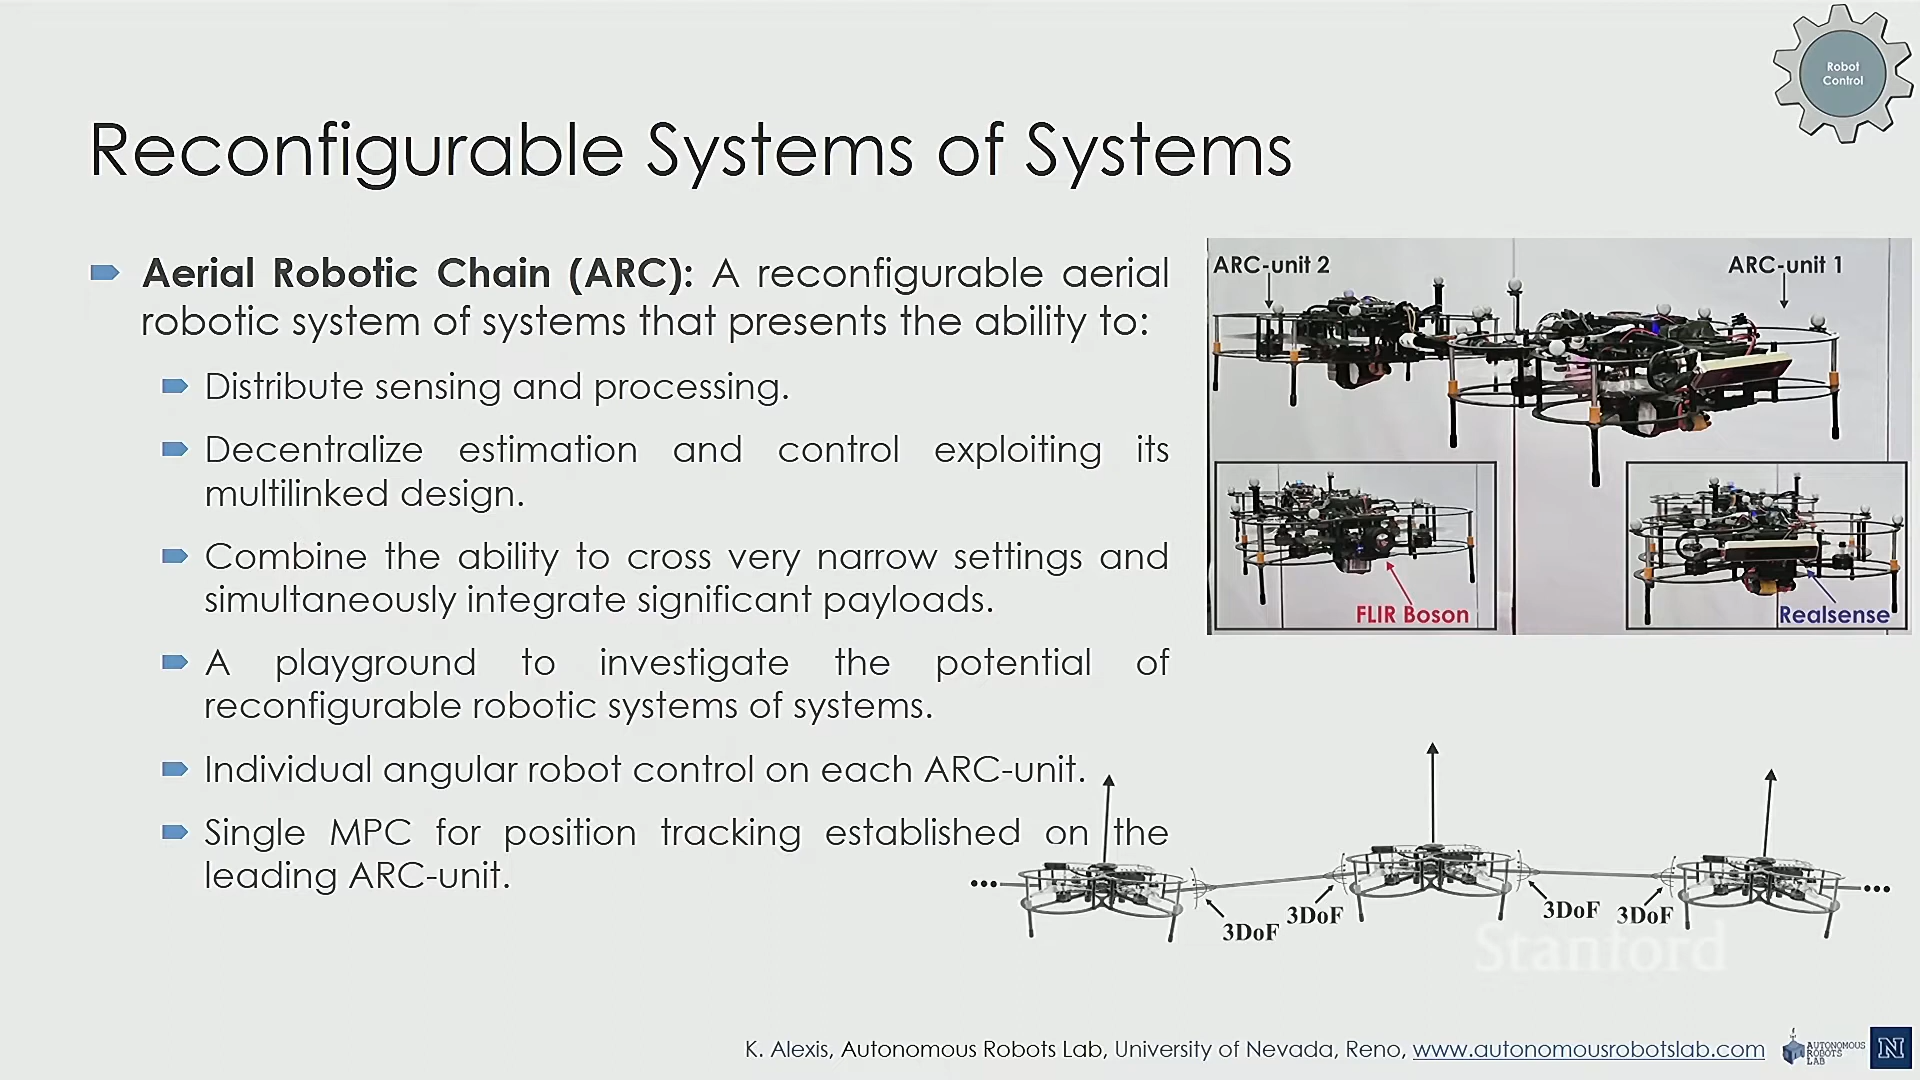 Robot
Control
Reconfigurable Systems of Systems
Aerial Robotic Chain (ARC): A reconfigurable aerial
robotic system of systems that presents the ability to:
Distribute sensing and processing.
Decentralize estimation and control exploiting its
multilinked design.
Combine the ability to cross very narrow settings and
simultaneously integrate significant payloads.
A playground to investigate the potential of
reconfigurable robotic systems of systems.
Individual angular robot control on each ARC-unit.
Single MPC for position tracking established on the
leading ARC-unit.
ARC-unit 2
ARC-unit 1
FLIR Boson
Realsense
•••
3DoF
3DoF
3DoF
3DoF
•••
Stanford
K. Alexis, Autonomous Robots Lab, University of Nevada, Reno, www.autonomousrobotslab.com
AUTONOMOUS
ROBOTS
LAB
N